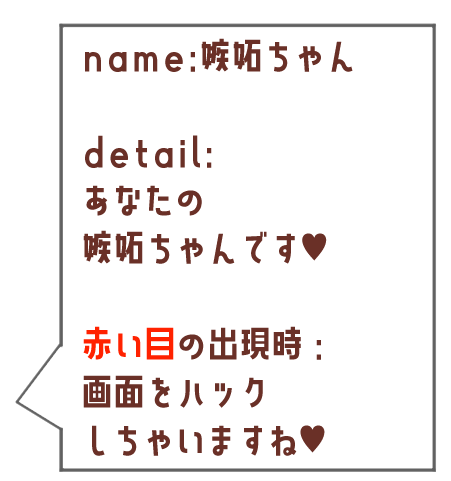 name:嫉妬ちゃん
detail:
あなたの
嫉妬ちゃんです♥
赤い目の出現時:
画面をハック
しちゃいますね♥